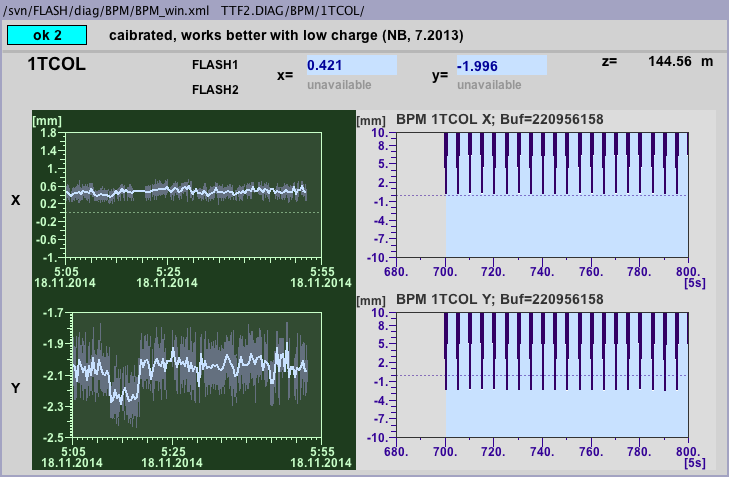 /svn/FLASH/diag/BPM/BPM_win.xml TTF2.DIAG/BPM/1TCOL/
ok 2 caibrated, works better with low charge (NB, 7.2013)
1TCOL FLASH1 x= 0.421 y= -1.996 z= 144.56 m
unavailable unavailable
FLASH2
[mm] [mm] BPM 1TCOL X; Buf=220956158
1.8 10.
1.4 8.
1. 5.
0.6 2.
X 0.2 -1.
-0.2 -4.
-0.6 -7.
-1. -10.
5:05 5:25 5:55 680. 700. 720. 740. 760. 780. 800.
18.11.2014 18.11.2014 18.11.2014 [5s]
[mm] BPM 1TCOL Y; Buf=220956158
-1.7 10.
8.
-1.9 5.
2.
-2.1 -1.
Y
-2.3 -4.
-7.
-2.5 -10.
5:05 5:25 5:55 680. 700. 720. 740. 760. 780. 800.
18.11.2014 18.11.2014 18.11.2014 [5s]